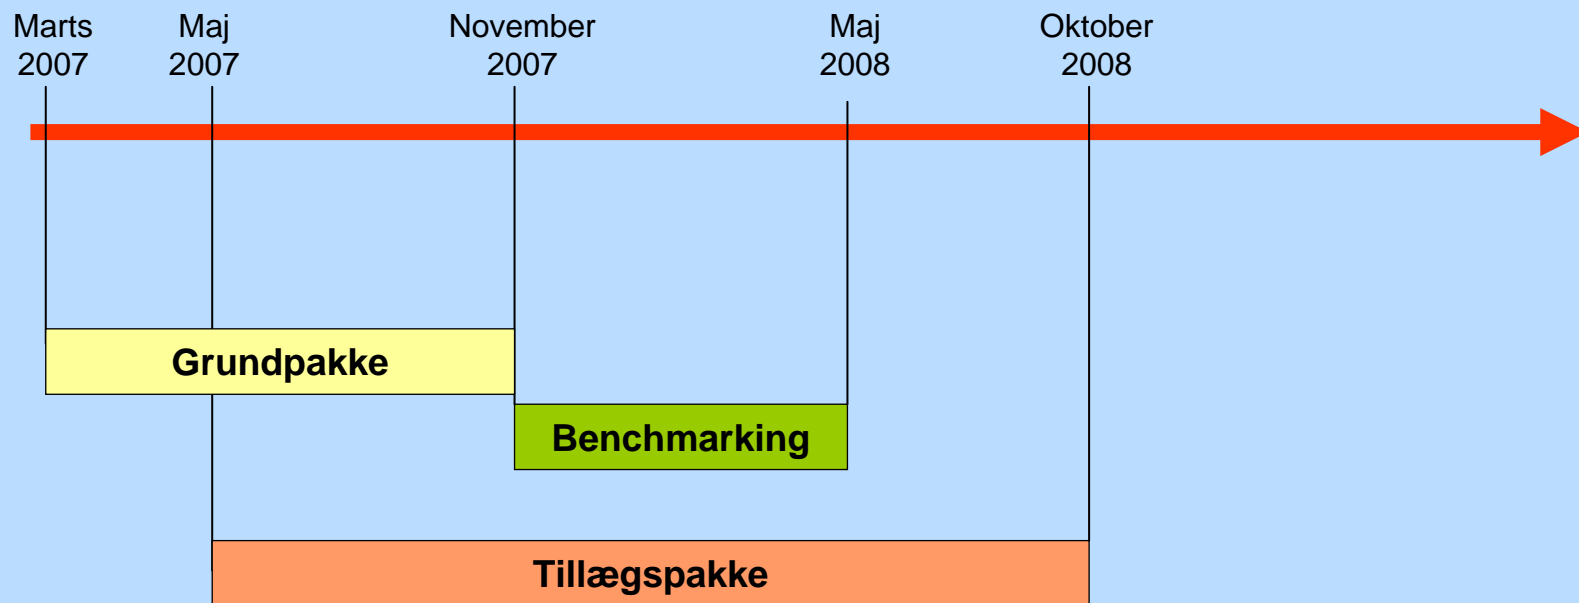 Marts
2007
Maj
2007
November
2007
Maj
2008
Oktober
2008
Grundpakke
Benchmarking
Tillægspakke